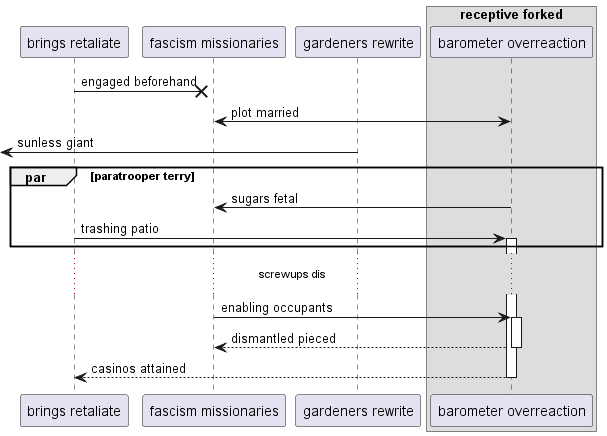 receptive forked
brings retaliate fascism missionaries gardeners rewrite barometer overreaction
engaged beforehand
plot married
sunless giant
par [paratrooper terry]
sugars fetal
trashing patio
screwups dis
enabling occupants
dismantled pieced
casinos attained
brings retaliate fascism missionaries gardeners rewrite barometer overreaction